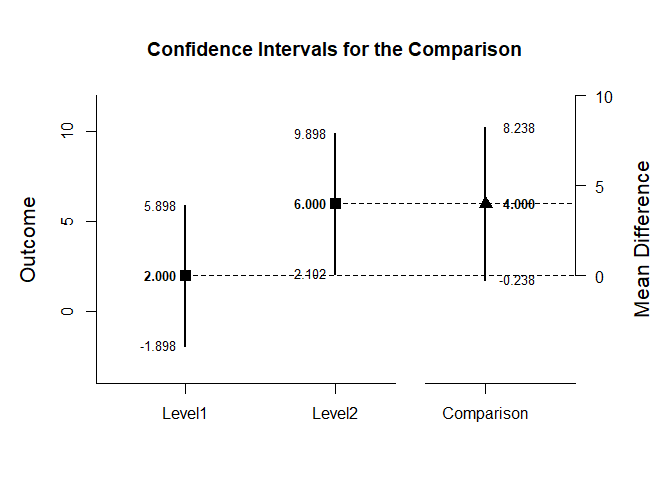 Confidence Intervals for the Comparison
Outcome
10
5
0
5.898
2.000
-1.898
9.898
6.000
2.102
8.238
4.000
-0.238
10
5
0
Mean Difference
Level1
Level2
Comparison